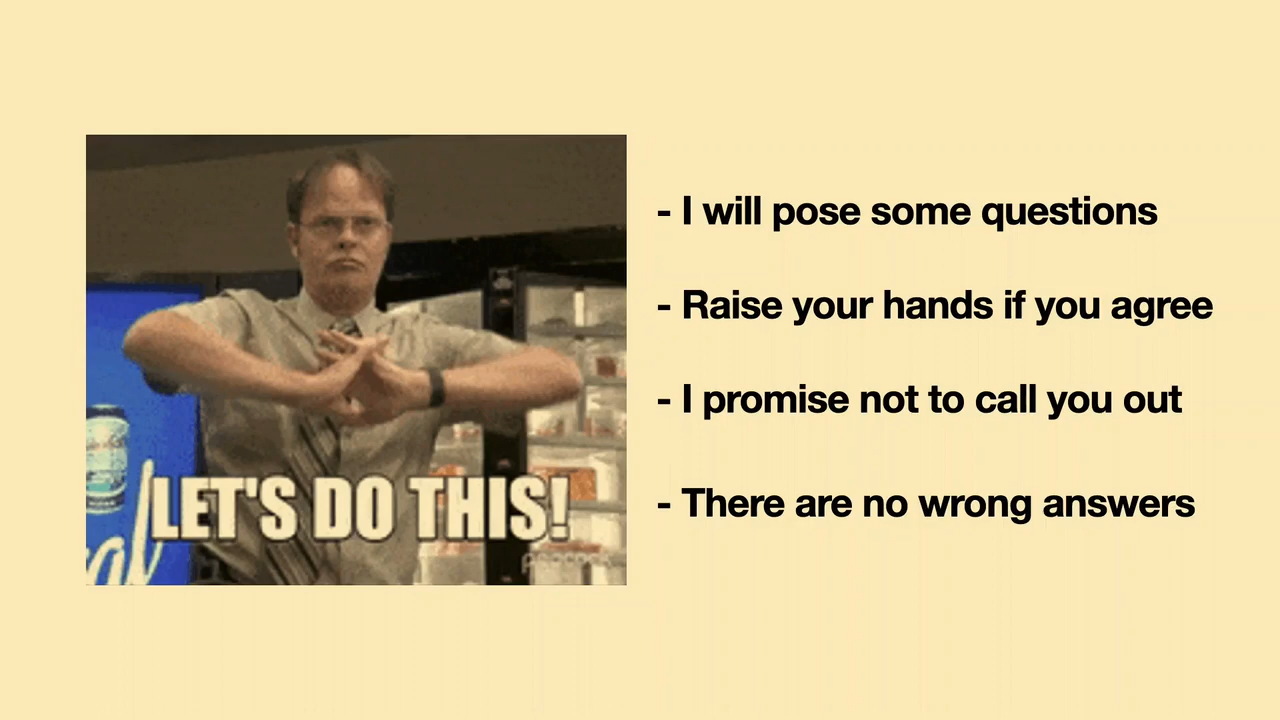 - I will pose some questions
- Raise your hands if you agree
- I promise not to call you out
- There are no wrong answers
LET'S DO THIS!
peacock